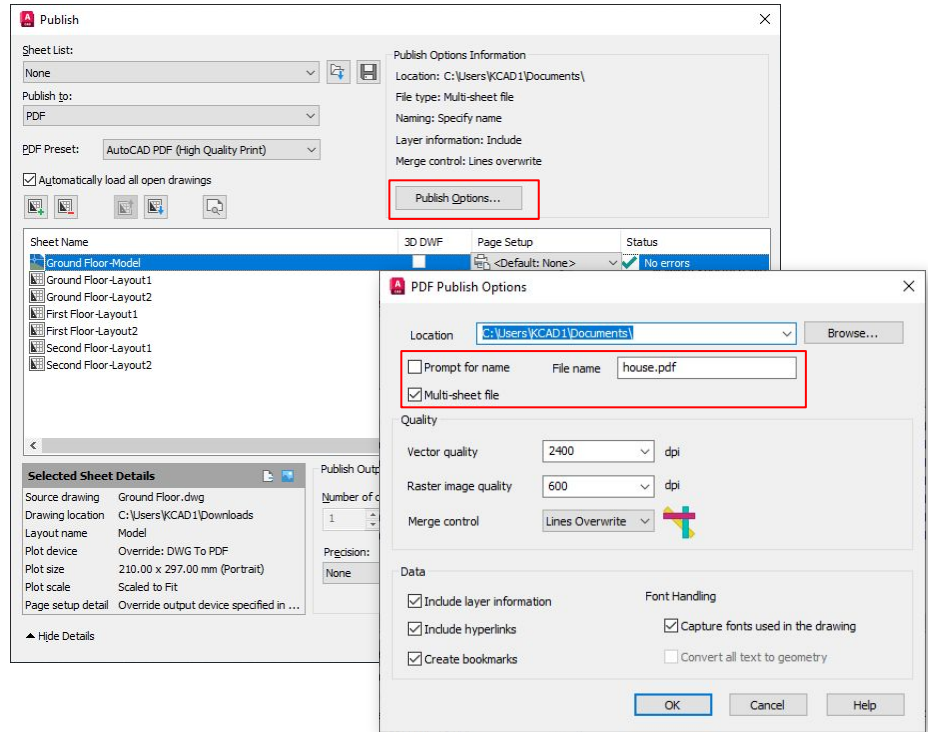 Publish
Sheet List:
None
Publish to:
PDF
PDF Preset: AutoCAD PDF (High Quality Print)
Automatically load all open drawings
Publish Options Information
Location: C:\Users\KCAD1\Documents\
File type: Multi-sheet file
Naming: Specify name
Layer information: Include
Merge control: Lines overwrite
Publish Options...
Sheet Name 3D DWF Page Setup Status
Ground Floor-Model <Default: None> No errors
Ground Floor-Layout1
Ground Floor-Layout2
First Floor-Layout1
First Floor-Layout2
Second Floor-Layout1
Second Floor-Layout2
Selected Sheet Details
Source drawing Ground Floor.dwg
Drawing location C:\Users\KCAD1\Downloads
Layout name Model
Plot device Override: DWG To PDF
Plot size 210.00 x 297.00 mm (Portrait)
Plot scale Scaled to Fit
Page setup detail Override output device specified in ...
Hide Details
Publish Outp
Number of c
1
Precision:
None
PDF Publish Options
Location C:\Users\KCAD1\Documents\ Browse...
Prompt for name File name house.pdf
Multi-sheet file
Quality
Vector quality 2400 dpi
Raster image quality 600 dpi
Merge control Lines Overwrite
Data
Include layer information
Include hyperlinks
Create bookmarks
Font Handling
Capture fonts used in the drawing
Convert all text to geometry
OK Cancel Help